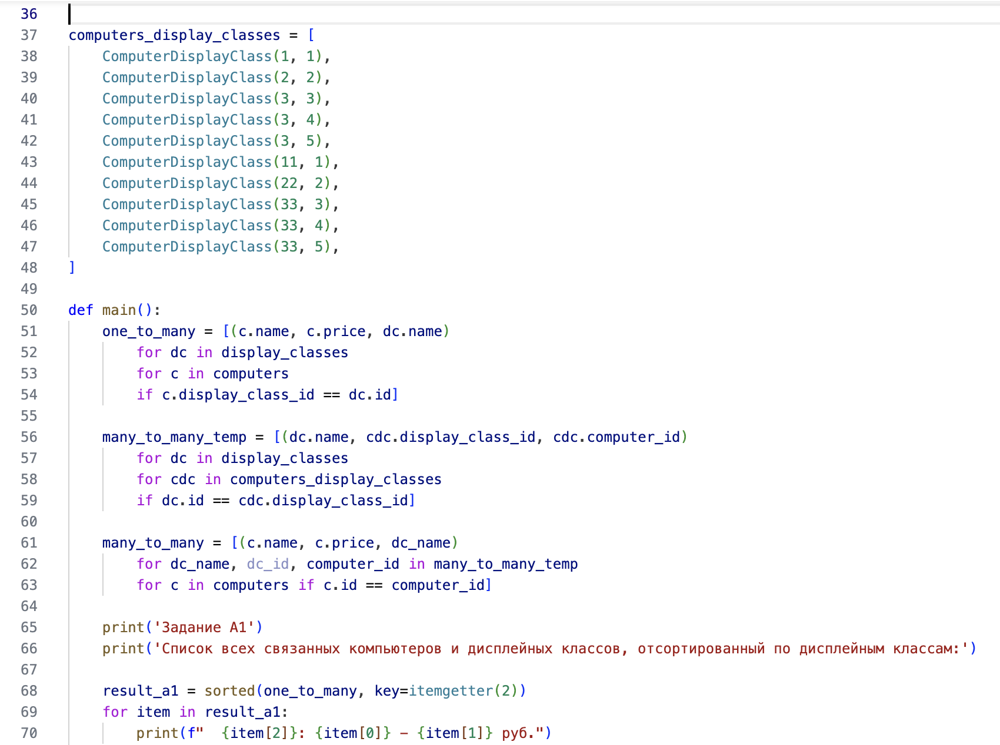 36
37 computers_display_classes = [
38     ComputerDisplayClass(1, 1),
39     ComputerDisplayClass(2, 2),
40     ComputerDisplayClass(3, 3),
41     ComputerDisplayClass(3, 4),
42     ComputerDisplayClass(3, 5),
43     ComputerDisplayClass(11, 1),
44     ComputerDisplayClass(22, 2),
45     ComputerDisplayClass(33, 3),
46     ComputerDisplayClass(33, 4),
47     ComputerDisplayClass(33, 5),
48 ]
49
50 def main():
51     one_to_many = [(c.name, c.price, dc.name)
52         for dc in display_classes
53         for c in computers
54         if c.display_class_id == dc.id]
55
56     many_to_many_temp = [(dc.name, cdc.display_class_id, cdc.computer_id)
57         for dc in display_classes
58         for cdc in computers_display_classes
59         if dc.id == cdc.display_class_id]
60
61     many_to_many = [(c.name, c.price, dc_name)
62         for dc_name, dc_id, computer_id in many_to_many_temp
63         for c in computers if c.id == computer_id]
64
65     print('Задание А1')
66     print('Список всех связанных компьютеров и дисплейных классов, отсортированный по дисплейным классам:')
67
68     result_a1 = sorted(one_to_many, key=itemgetter(2))
69     for item in result_a1:
70         print(f"  {item[2]}: {item[0]} – {item[1]} руб.")